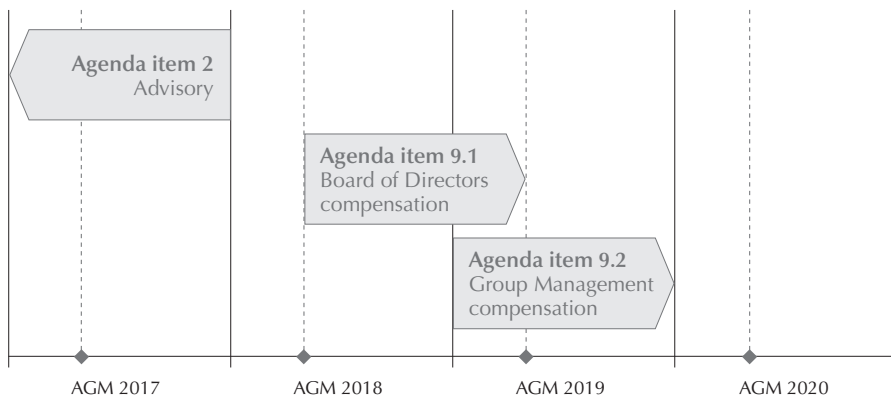 Agenda item 2
Advisory
Agenda item 9.1
Board of Directors
compensation
Agenda item 9.2
Group Management
compensation
AGM 2017
AGM 2018
AGM 2019
AGM 2020